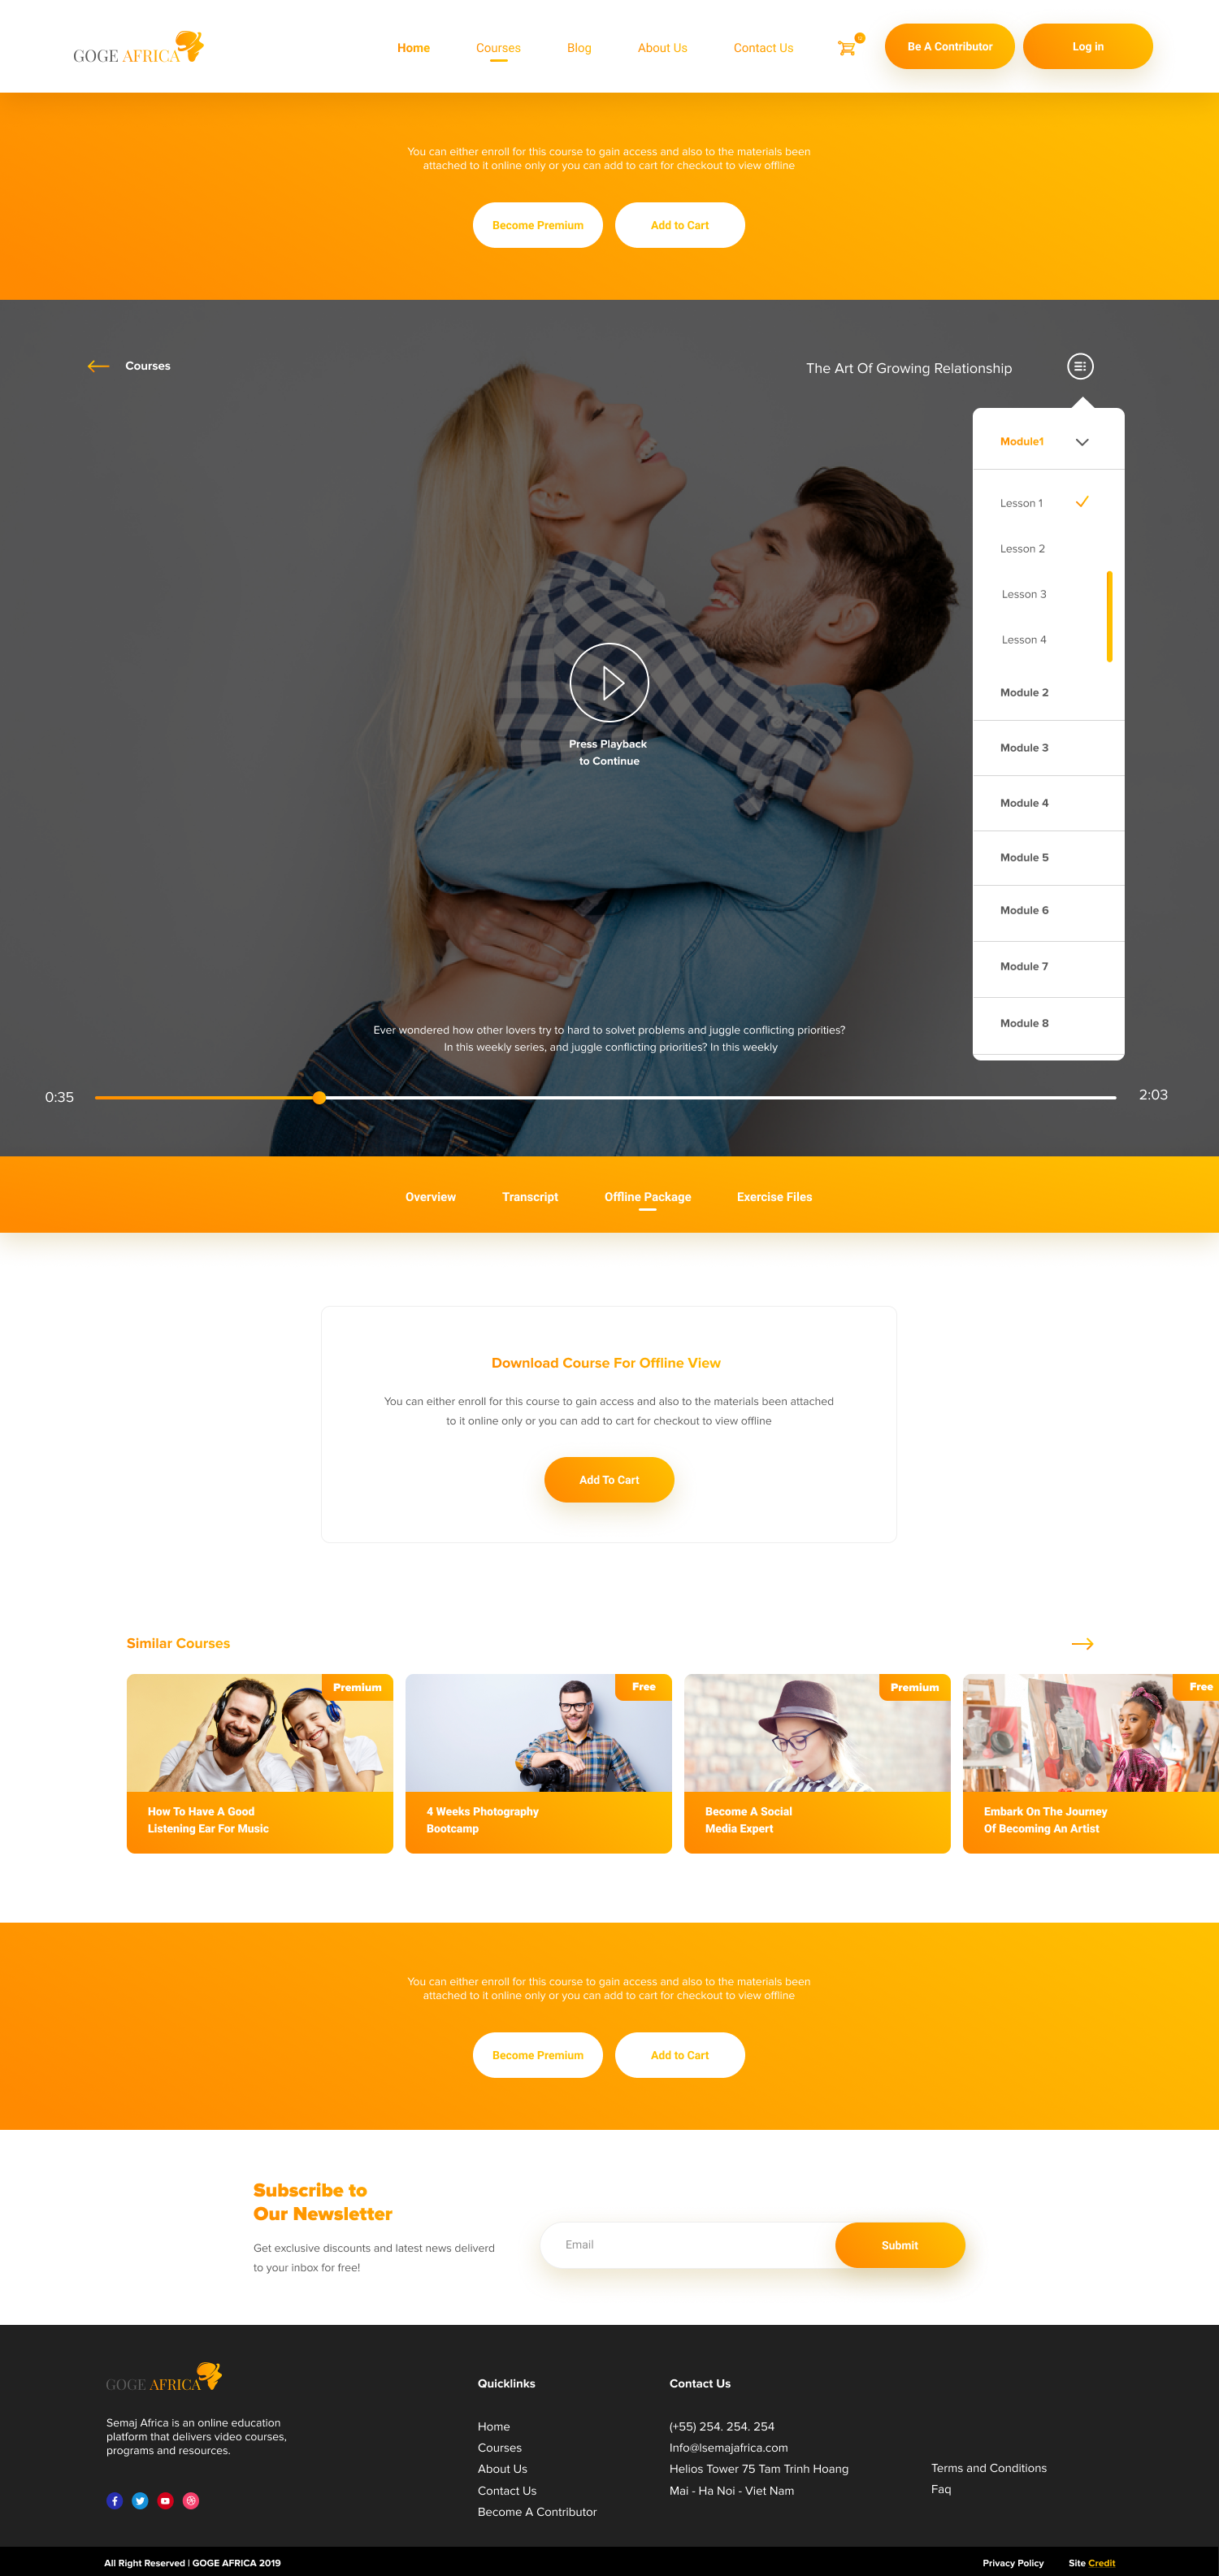 GOGE AFRICA
Home
Courses
Blog
About Us
Contact Us
Be A Contributor
Log in
You can either enroll for this course to gain access and also to the materials been
attached to it online only or you can add to cart for checkout to view offline
Become Premium
Add to Cart
Courses
The Art Of Growing Relationship
Module1
Lesson 1
Lesson 2
Lesson 3
Lesson 4
Module 2
Module 3
Module 4
Module 5
Module 6
Module 7
Module 8
Press Playback
to Continue
Ever wondered how other lovers try to hard to solvet problems and juggle conflicting priorities?
In this weekly series, and juggle conflicting priorities? In this weekly
0:35
2:03
Overview
Transcript
Offline Package
Exercise Files
Download Course For Offline View
You can either enroll for this course to gain access and also to the materials been attached
to it online only or you can add to cart for checkout to view offline
Add To Cart
Similar Courses
Premium
How To Have A Good
Listening Ear For Music
Free
4 Weeks Photography
Bootcamp
Premium
Become A Social
Media Expert
Free
Embark On The Journey
Of Becoming An Artist
You can either enroll for this course to gain access and also to the materials been
attached to it online only or you can add to cart for checkout to view offline
Become Premium
Add to Cart
Subscribe to
Our Newsletter
Get exclusive discounts and latest news deliverd
to your inbox for free!
Email
Submit
GOGE AFRICA
Semaj Africa is an online education
platform that delivers video courses,
programs and resources.
Quicklinks
Home
Courses
About Us
Contact Us
Become A Contributor
Contact Us
(+55) 254. 254. 254
Info@lsemajafrica.com
Helios Tower 75 Tam Trinh Hoang
Mai - Ha Noi - Viet Nam
Terms and Conditions
Faq
All Right Reserved | GOGE AFRICA 2019
Privacy Policy
Site Credit